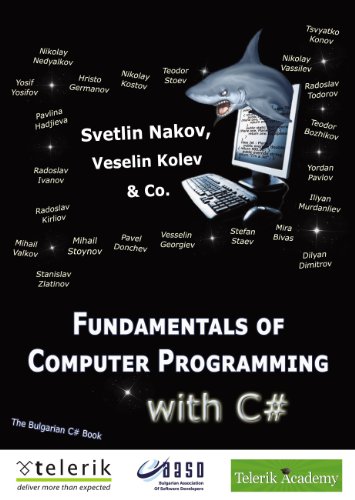 Tsvyatko
Konov
Nikolay
Nedyalkov
Nikolay
Vassilev
Yosif
Yosifov
Hristo
Germanov
Nikolay
Kostov
Teodor
Stoev
Radoslav
Todorov
Pavlina
Hadjieva
Svetlin Nakov,
Veselin Kolev
& Co.
Teodor
Bozhikov
Radoslav
Ivanov
Yordan
Pavlov
Radoslav
Kirilov
Iliyan
Murdanliev
Mihail
Valkov
Mihail
Stoynov
Pavel
Donchev
Vesselin
Georgiev
Stefan
Staev
Mira
Bivas
Dilyan
Dimitrov
Stanislav
Zlatinov
FUNDAMENTALS OF
COMPUTER PROGRAMMING
with C#
The Bulgarian C# Book
telerik
deliver more than expected
Bulgarian Association
Of Software Developers
Telerik Academy